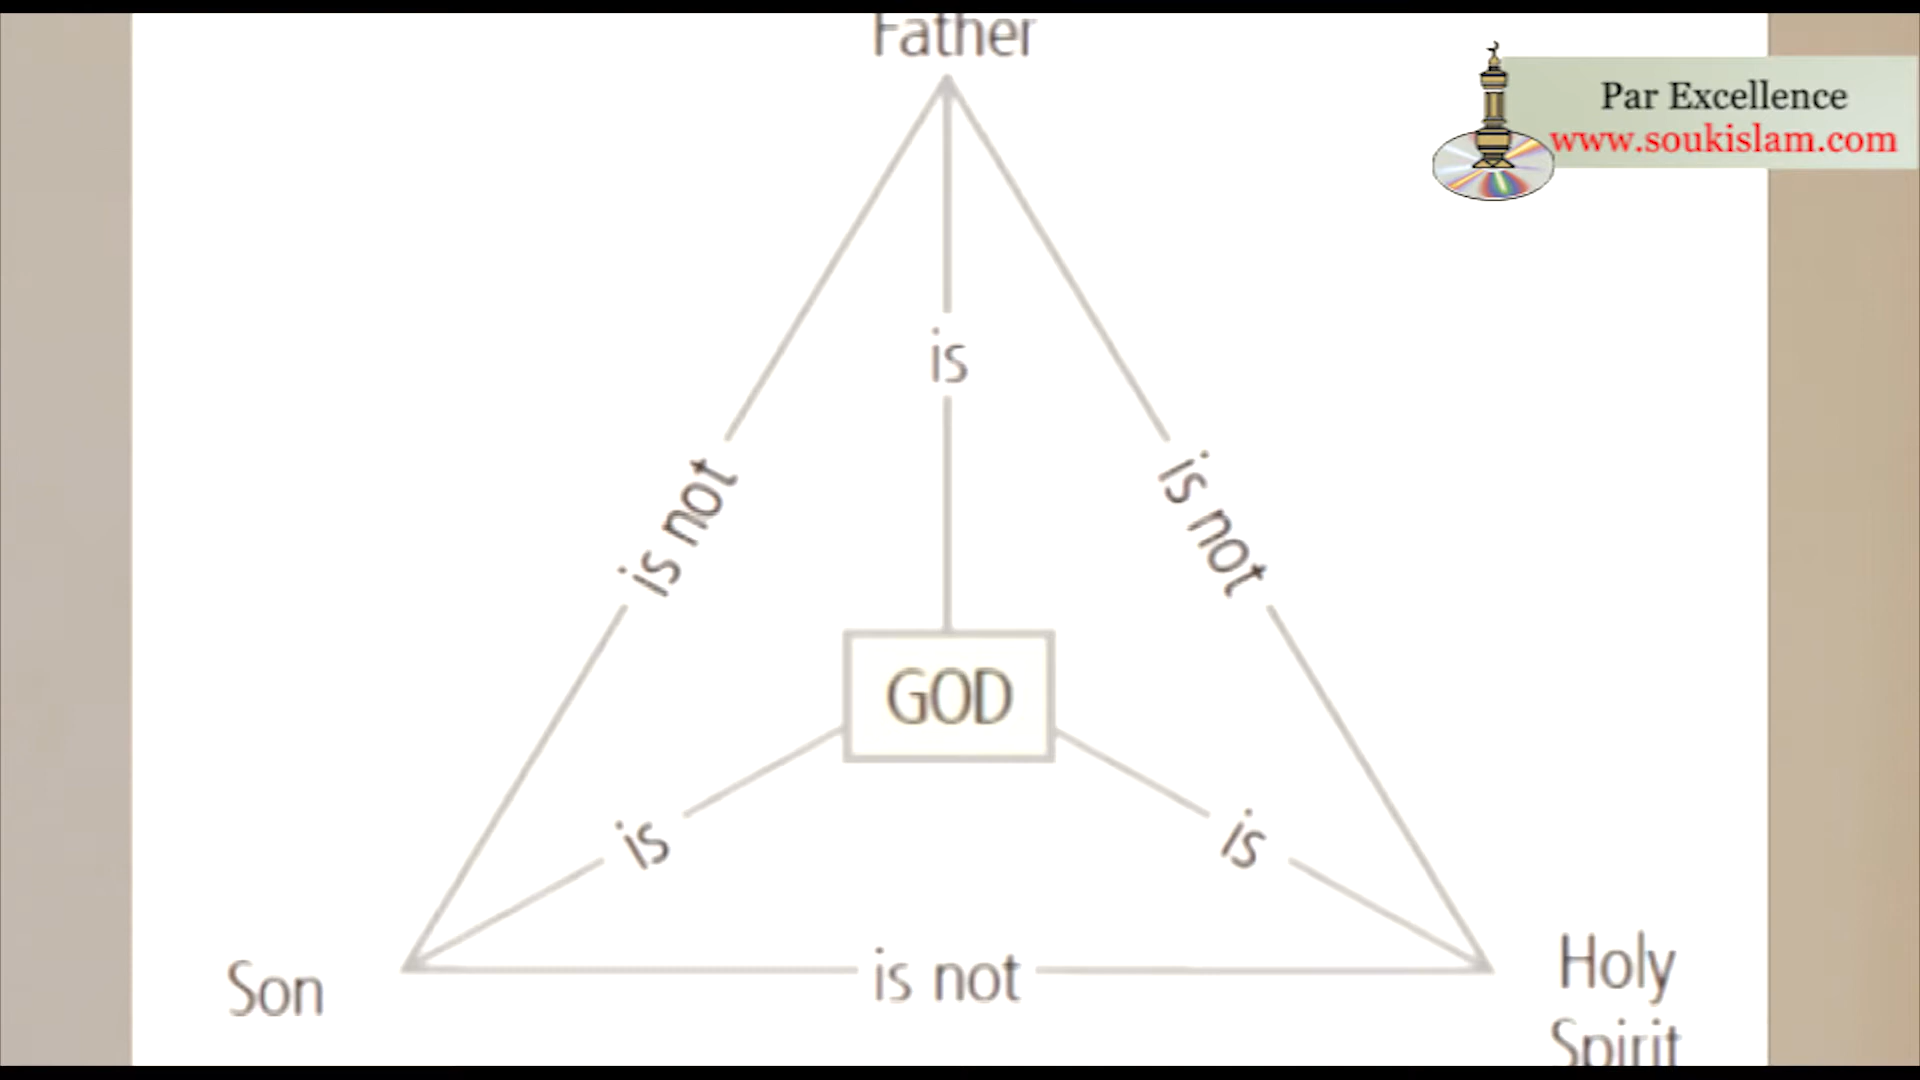 Father
Par Excellence
www.soukislam.com
is
is not
is not
GOD
is
is
Son
is not
Holy
Spirit